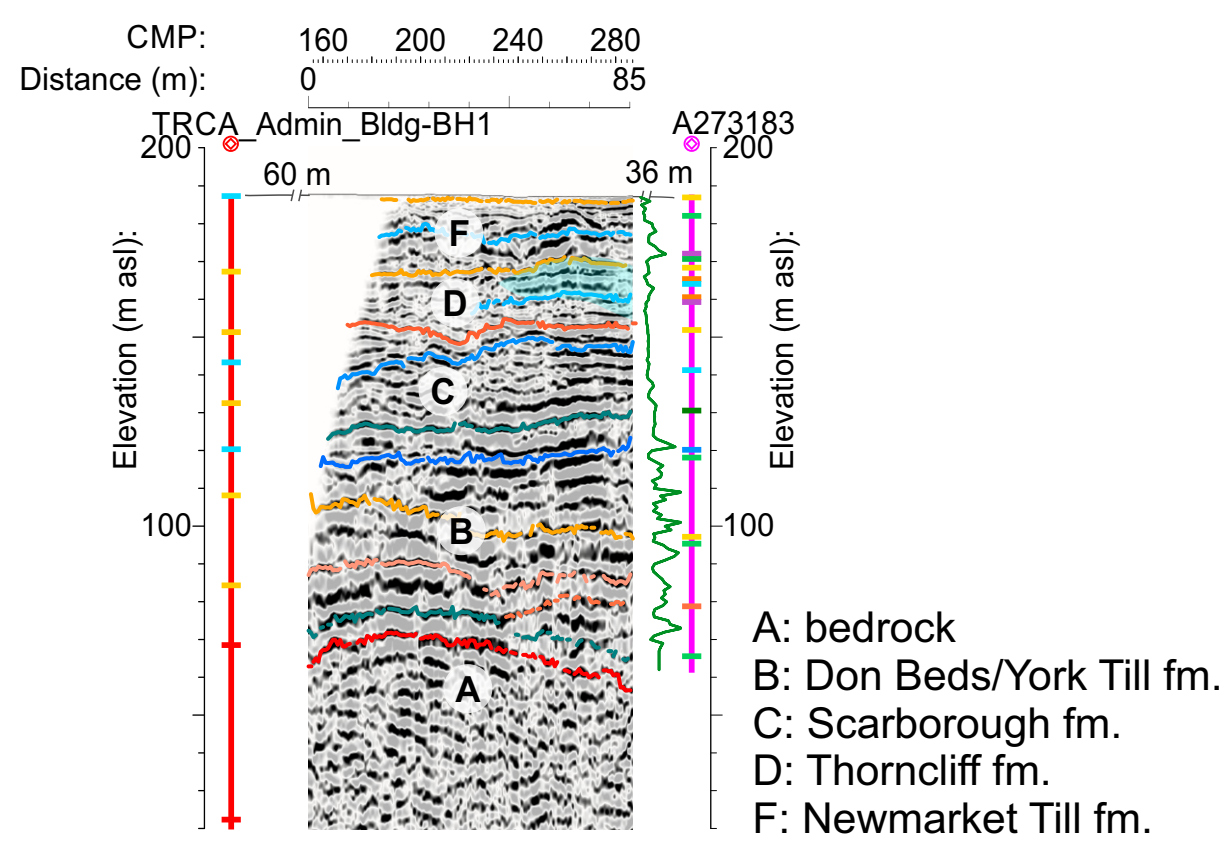 CMP: 160 200 240 280
Distance (m): 0 85
TRCA_Admin_Bldg-BH1 A273183
200 200
60 m 36 m
F
D
C
B
A
Elevation (m asl): Elevation (m asl):
100 100
A: bedrock
B: Don Beds/York Till fm.
C: Scarborough fm.
D: Thorncliff fm.
F: Newmarket Till fm.